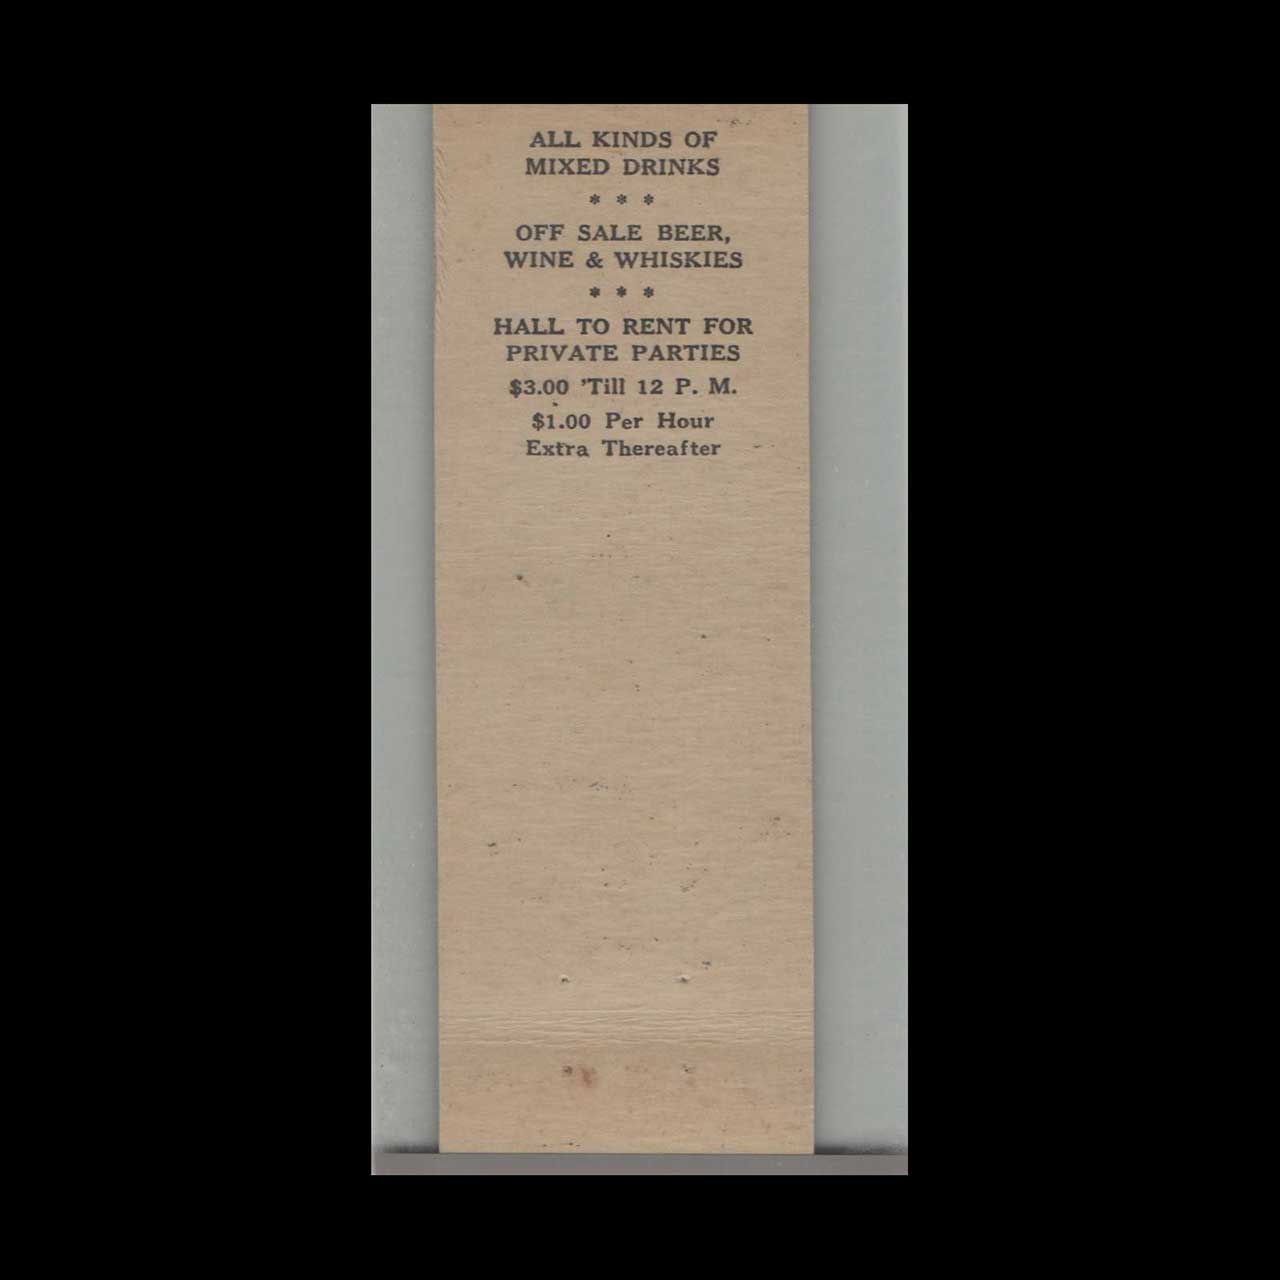 ALL KINDS OF
MIXED DRINKS
* * *
OFF SALE BEER,
WINE & WHISKIES
* * *
HALL TO RENT FOR
PRIVATE PARTIES
$3.00 'Till 12 P. M.
$1.00 Per Hour
Extra Thereafter